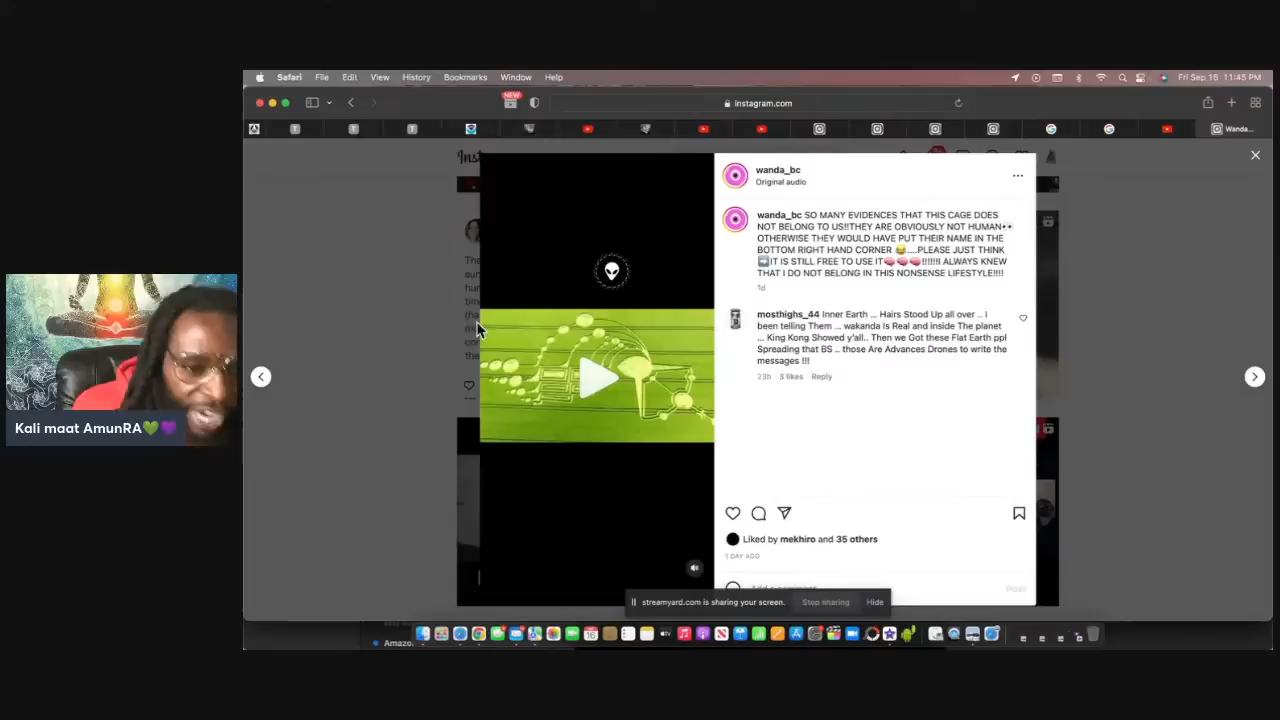 Safari File Edit View History Bookmarks Window Help
Fri Sep 16 11:45 PM
NEW
instagram.com
Wanda...
wanda_bc
Original audio
wanda_bc SO MANY EVIDENCES THAT THIS CAGE DOES
NOT BELONG TO US!!THEY ARE OBVIOUSLY NOT HUMAN👀
OTHERWISE THEY WOULD HAVE PUT THEIR NAME IN THE
BOTTOM RIGHT HAND CORNER 😂....PLEASE JUST THINK
➡️IT IS STILL FREE TO USE IT🧠🧠🧠!!!!!!I ALWAYS KNEW
THAT I DO NOT BELONG IN THIS NONSENSE LIFESTYLE!!!!
1d
mosthighs_44 Inner Earth ... Hairs Stood Up all over .. i
been telling Them ... wakanda Is Real and inside The planet
... King Kong Showed y'all.. Then we Got these Flat Earth ppl
Spreading that BS .. those Are Advances Drones to write the
messages !!!
23h 3 likes Reply
Kali maat AmunRA💚💜
Liked by mekhiro and 35 others
1 DAY AGO
Post
streamyard.com is sharing your screen. Stop sharing Hide
Amazo